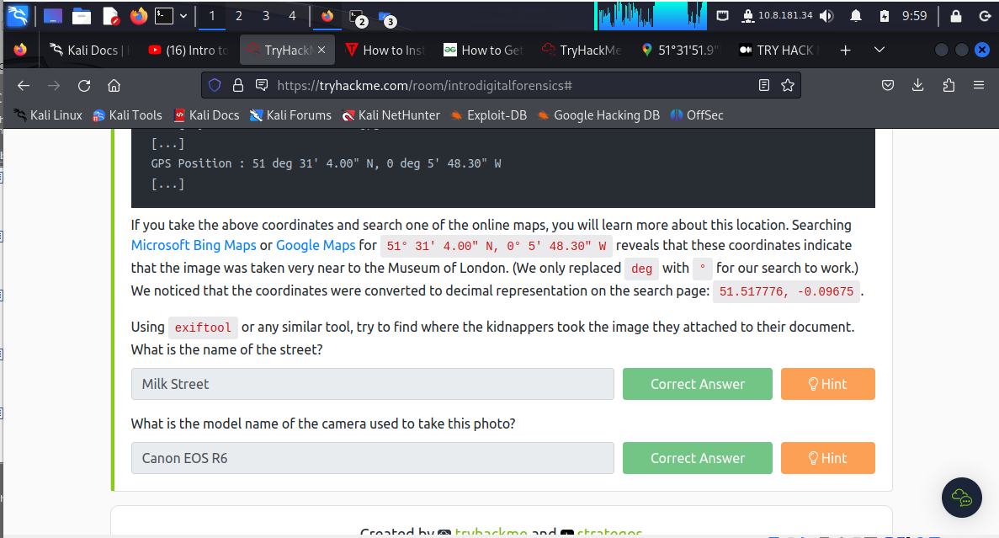 1 2 3 4 2 3 10.8.181.34 9:59
Kali Docs (16) Intro to TryHackM How to Inst How to Get TryHackMe 51°31'51.9" TRY HACK
https://tryhackme.com/room/introdigitalforensics#
Kali Linux Kali Tools Kali Docs Kali Forums Kali NetHunter Exploit-DB Google Hacking DB OffSec
[...]
GPS Position : 51 deg 31' 4.00" N, 0 deg 5' 48.30" W
[...]
If you take the above coordinates and search one of the online maps, you will learn more about this location. Searching
Microsoft Bing Maps or Google Maps for 51° 31' 4.00" N, 0° 5' 48.30" W reveals that these coordinates indicate
that the image was taken very near to the Museum of London. (We only replaced deg with ° for our search to work.)
We noticed that the coordinates were converted to decimal representation on the search page: 51.517776, -0.09675 .
Using exiftool or any similar tool, try to find where the kidnappers took the image they attached to their document.
What is the name of the street?
Milk Street Correct Answer Hint
What is the model name of the camera used to take this photo?
Canon EOS R6 Correct Answer Hint
Created by tryhackme and strategos